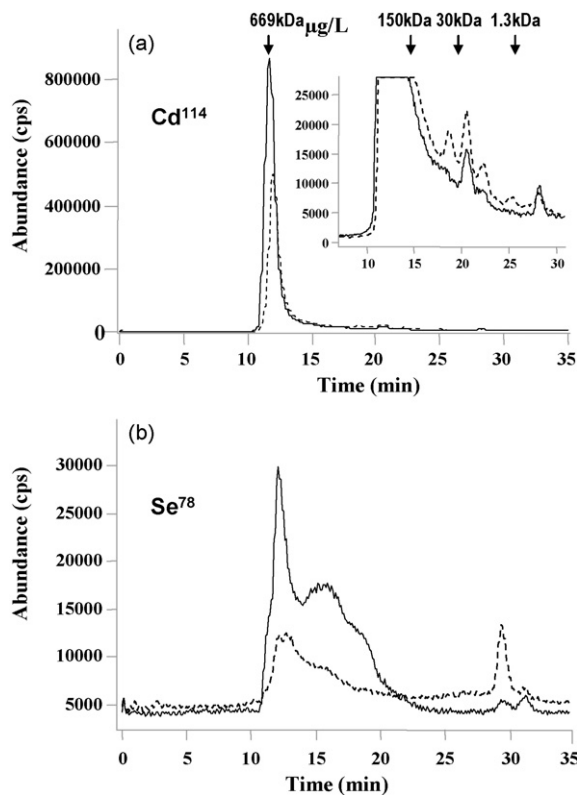 (a)
669kDa μg/L 150kDa 30kDa 1.3kDa
Cd114
Abundance (cps)
800000
600000
400000
200000
0
0 5 10 15 20 25 30 35
Time (min)
25000
20000
15000
10000
5000
0
10 15 20 25 30
(b)
Se78
Abundance (cps)
30000
25000
20000
15000
10000
5000
0 5 10 15 20 25 30 35
Time (min)